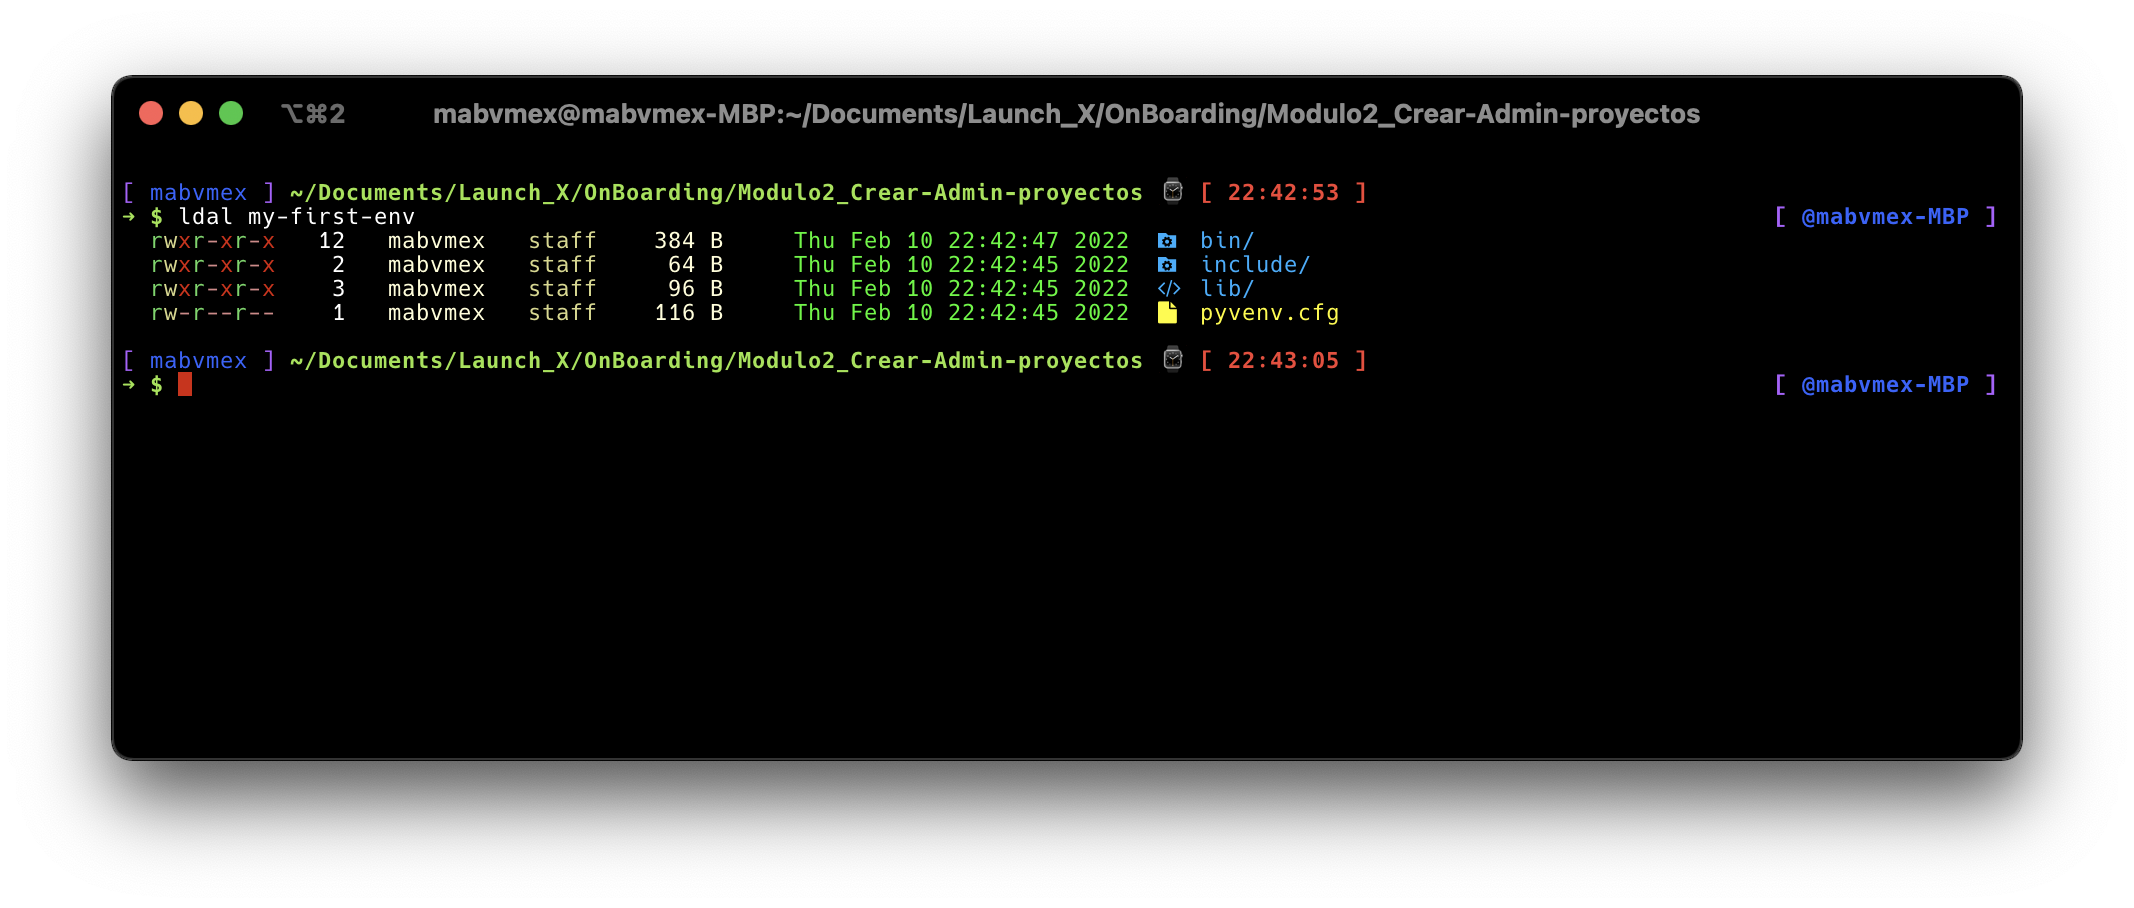 ⌥⌘2 mabvmex@mabvmex-MBP:~/Documents/Launch_X/OnBoarding/Modulo2_Crear-Admin-proyectos
[ mabvmex ] ~/Documents/Launch_X/OnBoarding/Modulo2_Crear-Admin-proyectos ⌚ [ 22:42:53 ]
→ $ ldal my-first-env [ @mabvmex-MBP ]
rwxr-xr-x 12 mabvmex staff 384 B Thu Feb 10 22:42:47 2022 bin/
rwxr-xr-x 2 mabvmex staff 64 B Thu Feb 10 22:42:45 2022 include/
rwxr-xr-x 3 mabvmex staff 96 B Thu Feb 10 22:42:45 2022 </> lib/
rw-r--r-- 1 mabvmex staff 116 B Thu Feb 10 22:42:45 2022 pyvenv.cfg
[ mabvmex ] ~/Documents/Launch_X/OnBoarding/Modulo2_Crear-Admin-proyectos ⌚ [ 22:43:05 ]
→ $ [ @mabvmex-MBP ]